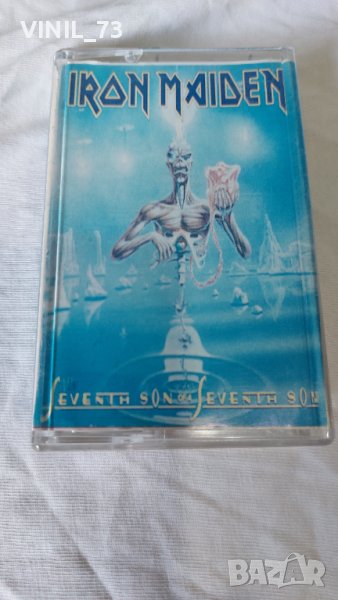 VINIL_73
IRON MAIDEN
SEVENTH SON OF A SEVENTH SON
BAZAR